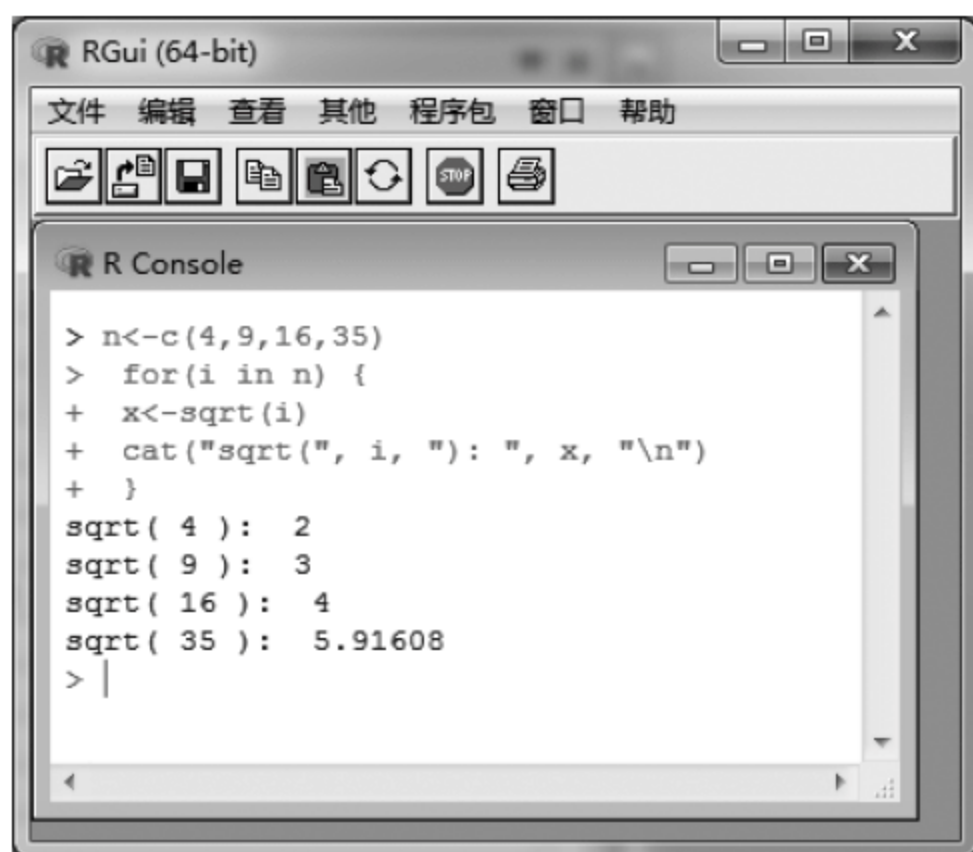 RGui (64-bit)
文件 编辑 查看 其他 程序包 窗口 帮助
STOP
R Console
> n<-c(4,9,16,35)
>  for(i in n) {
+  x<-sqrt(i)
+  cat("sqrt(", i, "): ", x, "\n")
+  }
sqrt( 4 ):  2
sqrt( 9 ):  3
sqrt( 16 ):  4
sqrt( 35 ):  5.91608
>